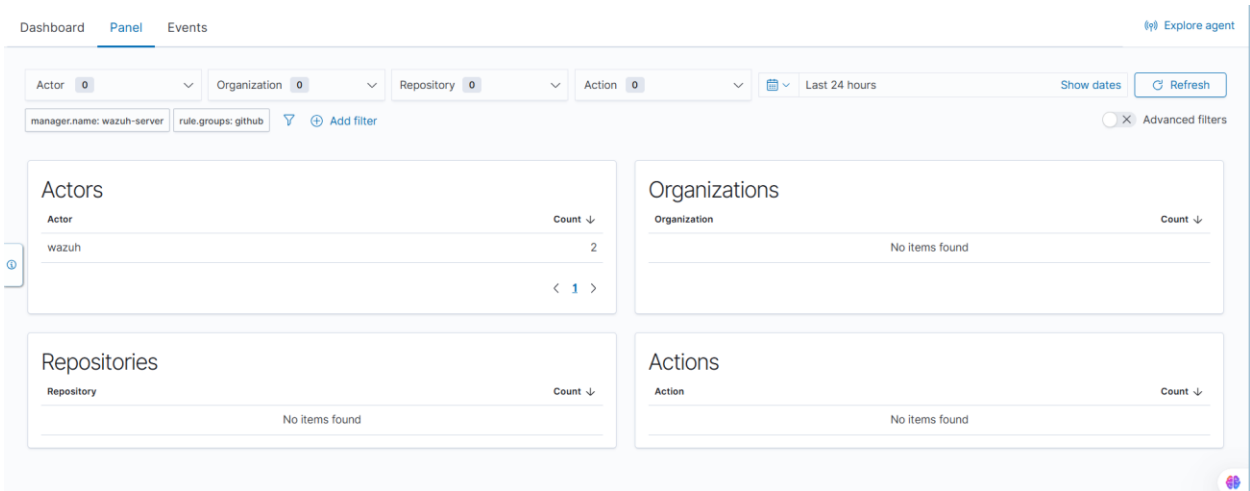 Dashboard Panel Events Explore agent
Actor 0 Organization 0 Repository 0 Action 0 Last 24 hours Show dates Refresh
manager.name: wazuh-server rule.groups: github Add filter Advanced filters
Actors
Actor Count
wazuh 2
1
Organizations
Organization Count
No items found
Repositories
Repository Count
No items found
Actions
Action Count
No items found